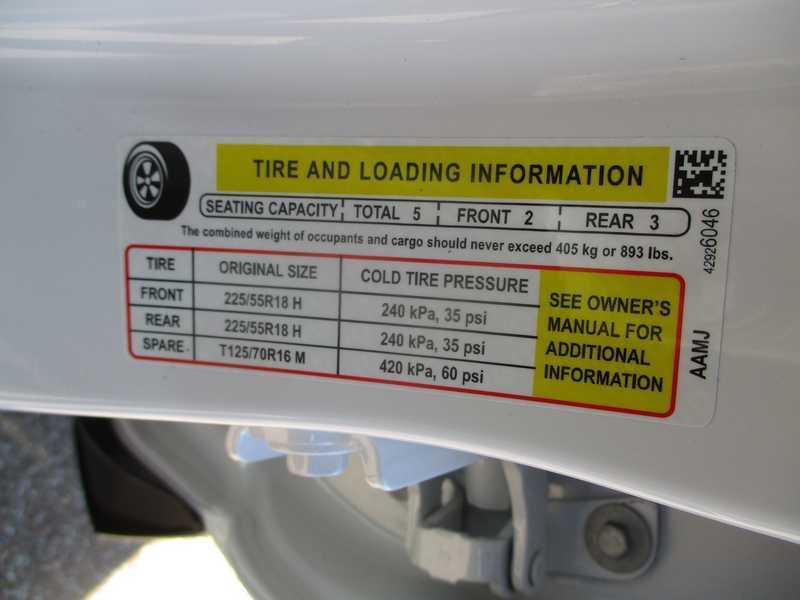 TIRE AND LOADING INFORMATION
SEATING CAPACITY TOTAL 5 FRONT 2 REAR 3
The combined weight of occupants and cargo should never exceed 405 kg or 893 lbs.
TIRE ORIGINAL SIZE COLD TIRE PRESSURE
FRONT 225/55R18 H 240 kPa, 35 psi
REAR 225/55R18 H 240 kPa, 35 psi
SPARE T125/70R16 M 420 kPa, 60 psi
SEE OWNER'S
MANUAL FOR
ADDITIONAL
INFORMATION
42926046
AAMJ